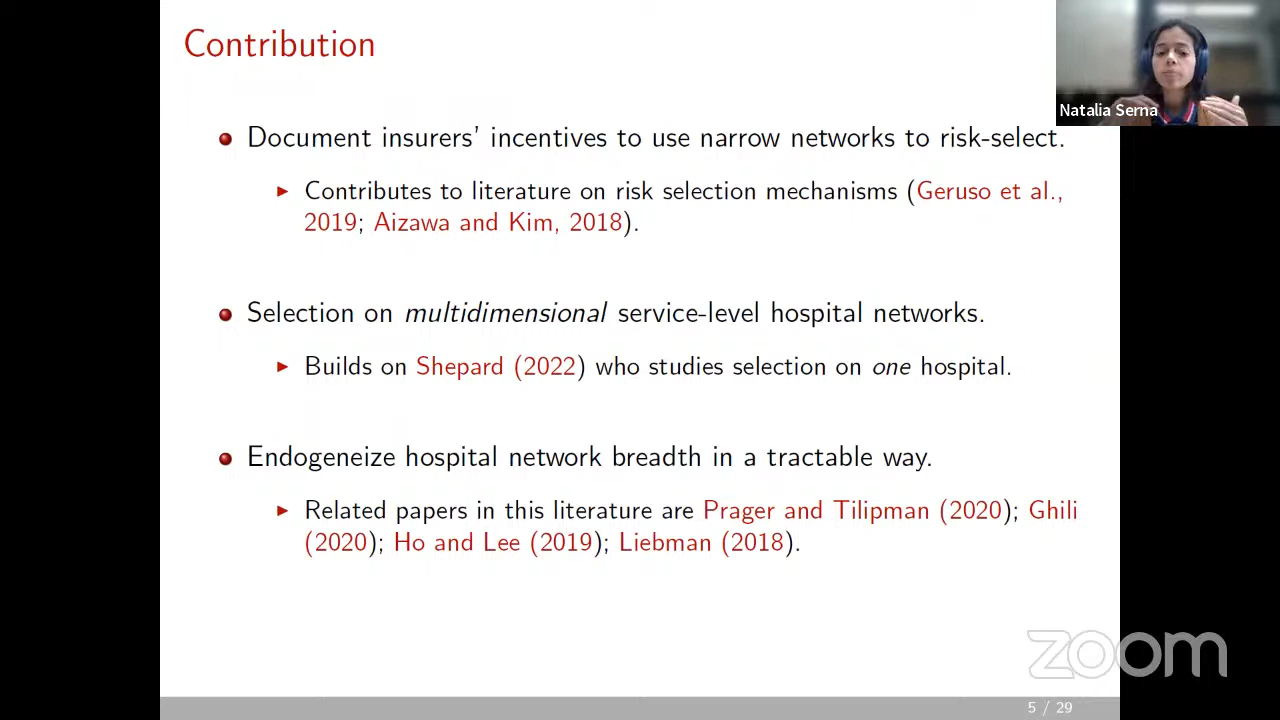 Contribution
Natalia Serna
Document insurers' incentives to use narrow networks to risk-select.
Contributes to literature on risk selection mechanisms (Geruso et al.,
2019; Aizawa and Kim, 2018).
Selection on multidimensional service-level hospital networks.
Builds on Shepard (2022) who studies selection on one hospital.
Endogeneize hospital network breadth in a tractable way.
Related papers in this literature are Prager and Tilipman (2020); Ghili
(2020); Ho and Lee (2019); Liebman (2018).
zoom
5 / 29